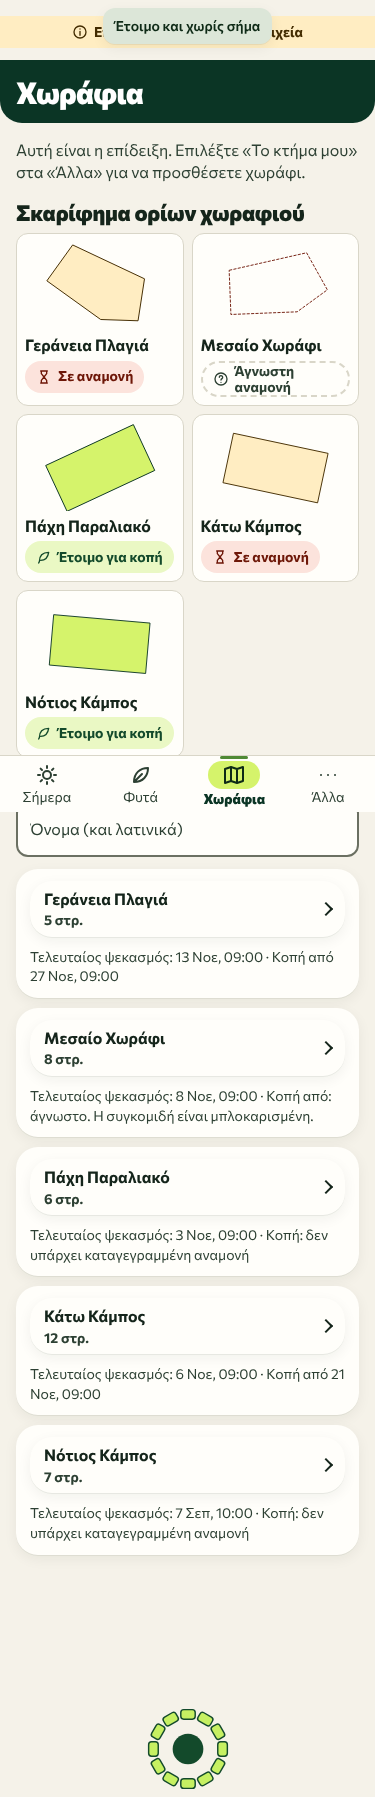 Έτοιμο και χωρίς σήμα
Χωράφια
Αυτή είναι η επίδειξη. Επιλέξτε «Το κτήμα μου»
στα «Άλλα» για να προσθέσετε χωράφι.
Σκαρίφημα ορίων χωραφιού
Γεράνεια Πλαγιά
Σε αναμονή
Μεσαίο Χωράφι
Άγνωστη
αναμονή
Πάχη Παραλιακό
Έτοιμο για κοπή
Κάτω Κάμπος
Σε αναμονή
Νότιος Κάμπος
Έτοιμο για κοπή
Σήμερα
Φυτά
Χωράφια
Άλλα
Όνομα (και λατινικά)
Γεράνεια Πλαγιά
5 στρ.
Τελευταίος ψεκασμός: 13 Νοε, 09:00 · Κοπή από
27 Νοε, 09:00
Μεσαίο Χωράφι
8 στρ.
Τελευταίος ψεκασμός: 8 Νοε, 09:00 · Κοπή από:
άγνωστο. Η συγκομιδή είναι μπλοκαρισμένη.
Πάχη Παραλιακό
6 στρ.
Τελευταίος ψεκασμός: 3 Νοε, 09:00 · Κοπή: δεν
υπάρχει καταγεγραμμένη αναμονή
Κάτω Κάμπος
12 στρ.
Τελευταίος ψεκασμός: 6 Νοε, 09:00 · Κοπή από 21
Νοε, 09:00
Νότιος Κάμπος
7 στρ.
Τελευταίος ψεκασμός: 7 Σεπ, 10:00 · Κοπή: δεν
υπάρχει καταγεγραμμένη αναμονή